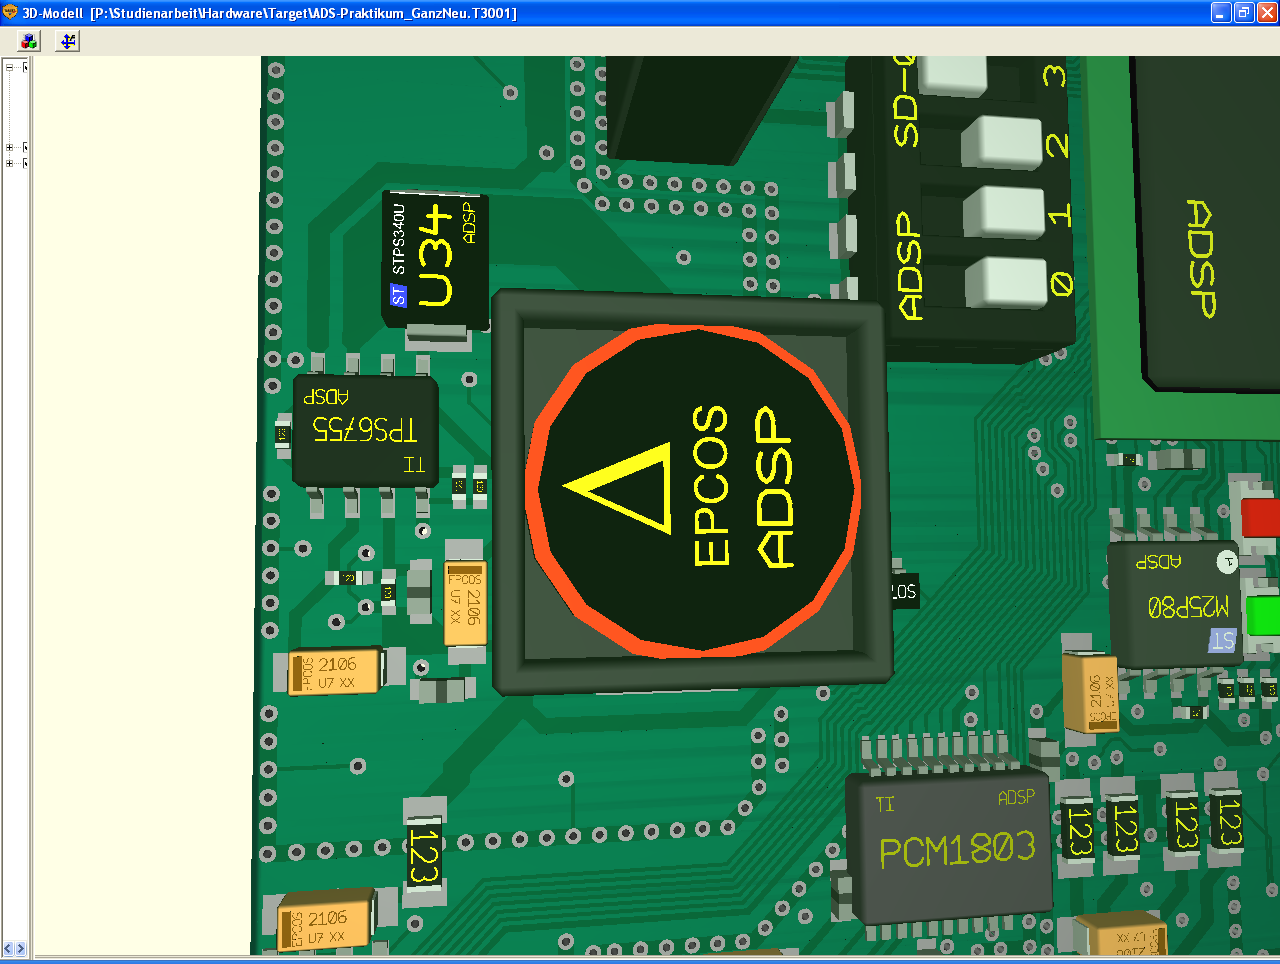 3D-Modell  [P:\Studienarbeit\Hardware\Target\ADS-Praktikum_GanzNeu.T3001]
SD-0
ADSP
3
2
1
0
ADSP
ST STPS340U
U34
ADSP
ADSP
TPS6755
TI
EPCOS
ADSP
EPCOS
2106
U7 XX
EPCOS
2106
U7 XX
ADSP
M25P80
ST
1
EPCOS
2106
U7 XX
TI
ADSP
PCM1803
123
123
123
123
123
EPCOS
2106
U7 XX
2106
U7 XX